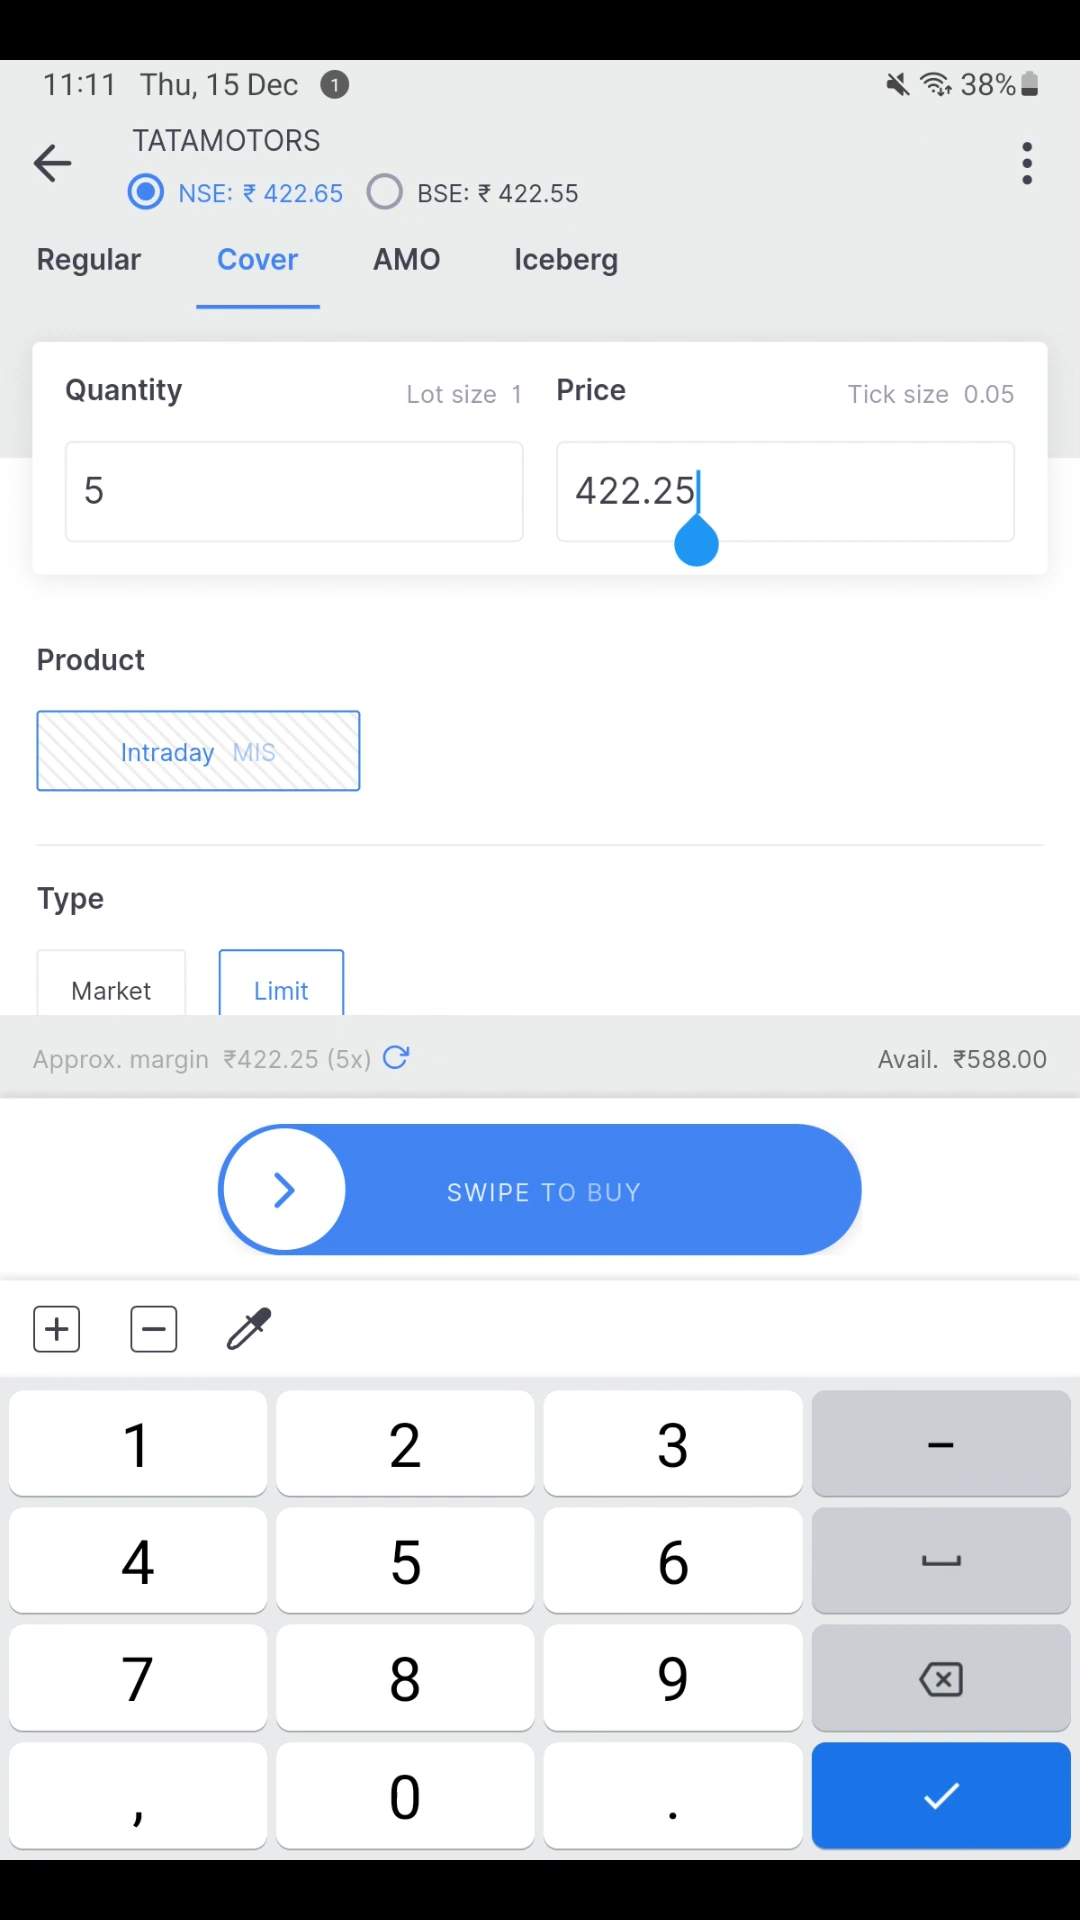 11:11 Thu, 15 Dec 1 38%
TATAMOTORS
NSE: ₹ 422.65 BSE: ₹ 422.55
Regular Cover AMO Iceberg
Quantity Lot size 1 Price Tick size 0.05
5 422.25
Product
Intraday MIS
Type
Market Limit
Approx. margin ₹422.25 (5x) Avail. ₹588.00
SWIPE TO BUY
1 2 3 –
4 5 6
7 8 9
, 0 .